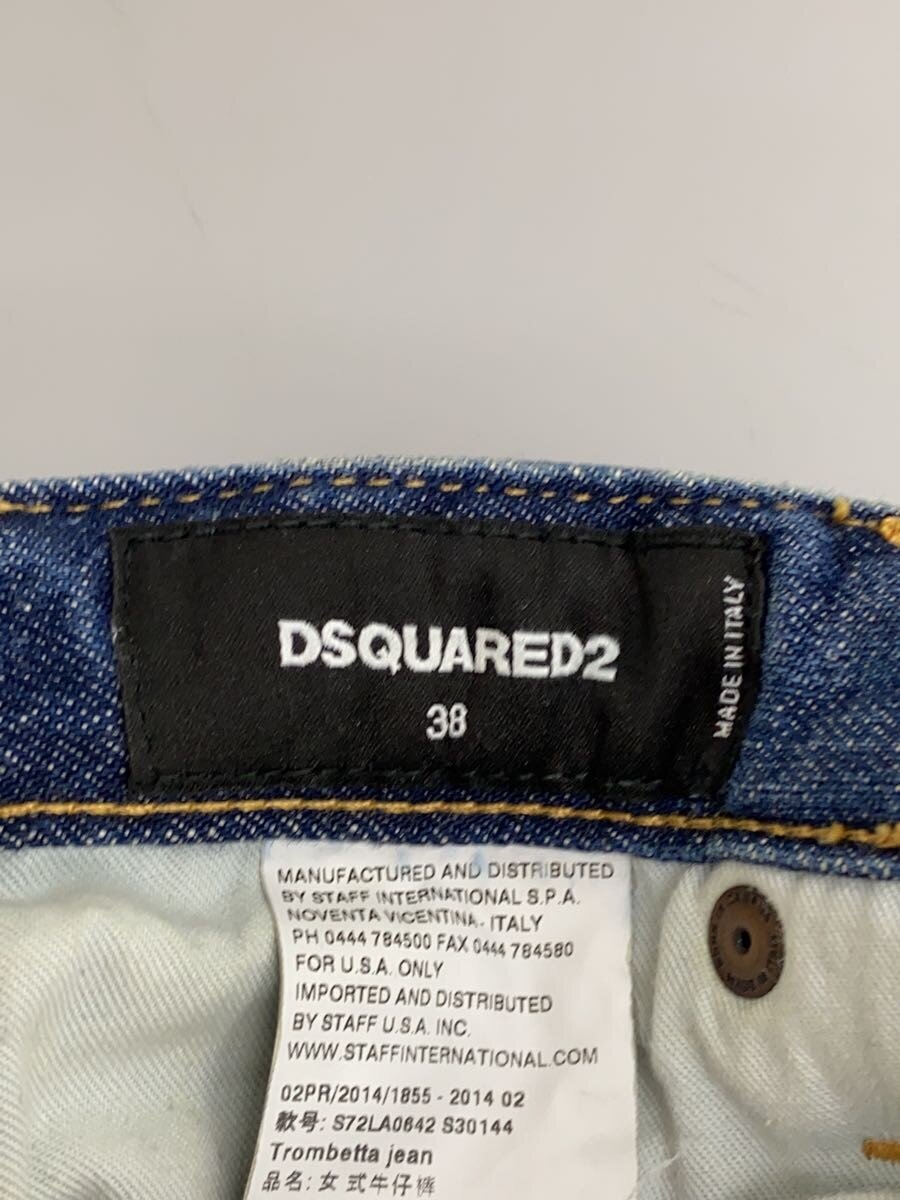 DSQUARED2
38
MADE IN ITALY
MANUFACTURED AND DISTRIBUTED
BY STAFF INTERNATIONAL S.P.A.
NOVENTA VICENTINA- ITALY
PH 0444 784500 FAX 0444 784580
FOR U.S.A. ONLY
IMPORTED AND DISTRIBUTED
BY STAFF U.S.A. INC.
WWW.STAFFINTERNATIONAL.COM
02PR/2014/1855 - 2014 02
款号: S72LA0642 S30144
Trombetta jean
品名: 女 式牛仔裤